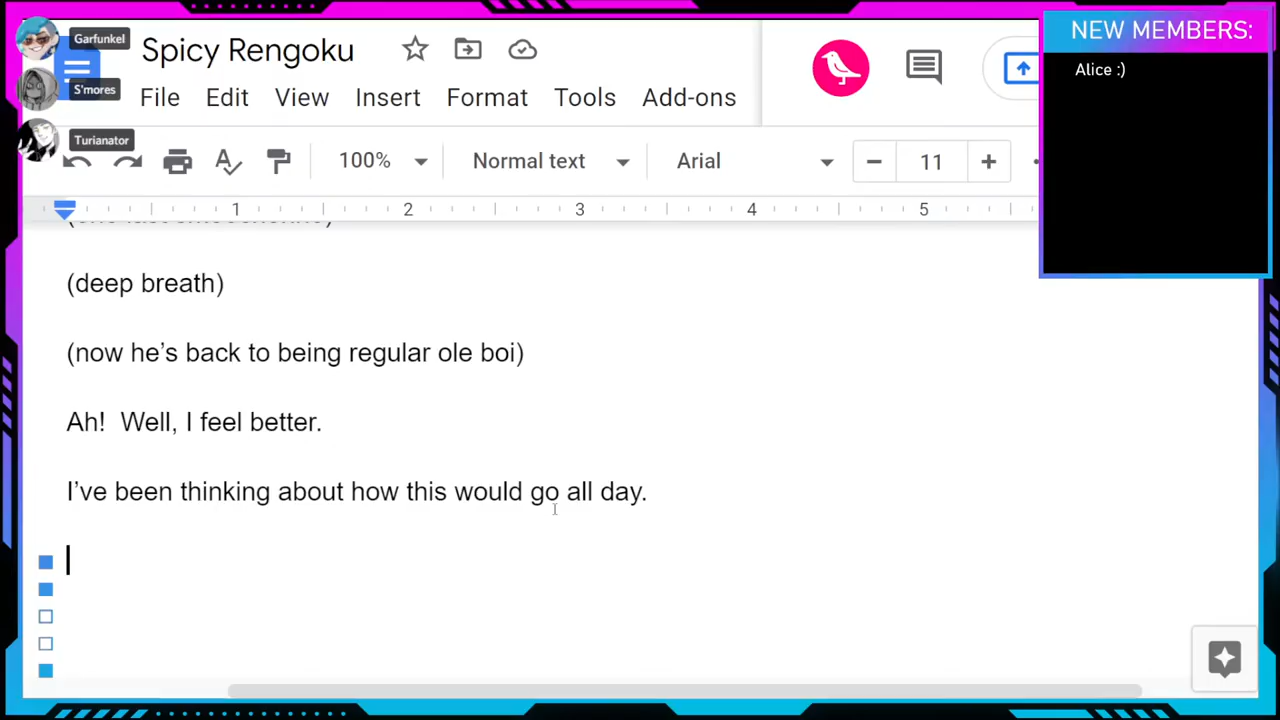 Garfunkel
S'mores
Turianator
Spicy Rengoku
File Edit View Insert Format Tools Add-ons
100% Normal text Arial 11
1 2 3 4 5
(deep breath)
(now he's back to being regular ole boi)
Ah!  Well, I feel better.
I've been thinking about how this would go all day.
NEW MEMBERS:
Alice :)